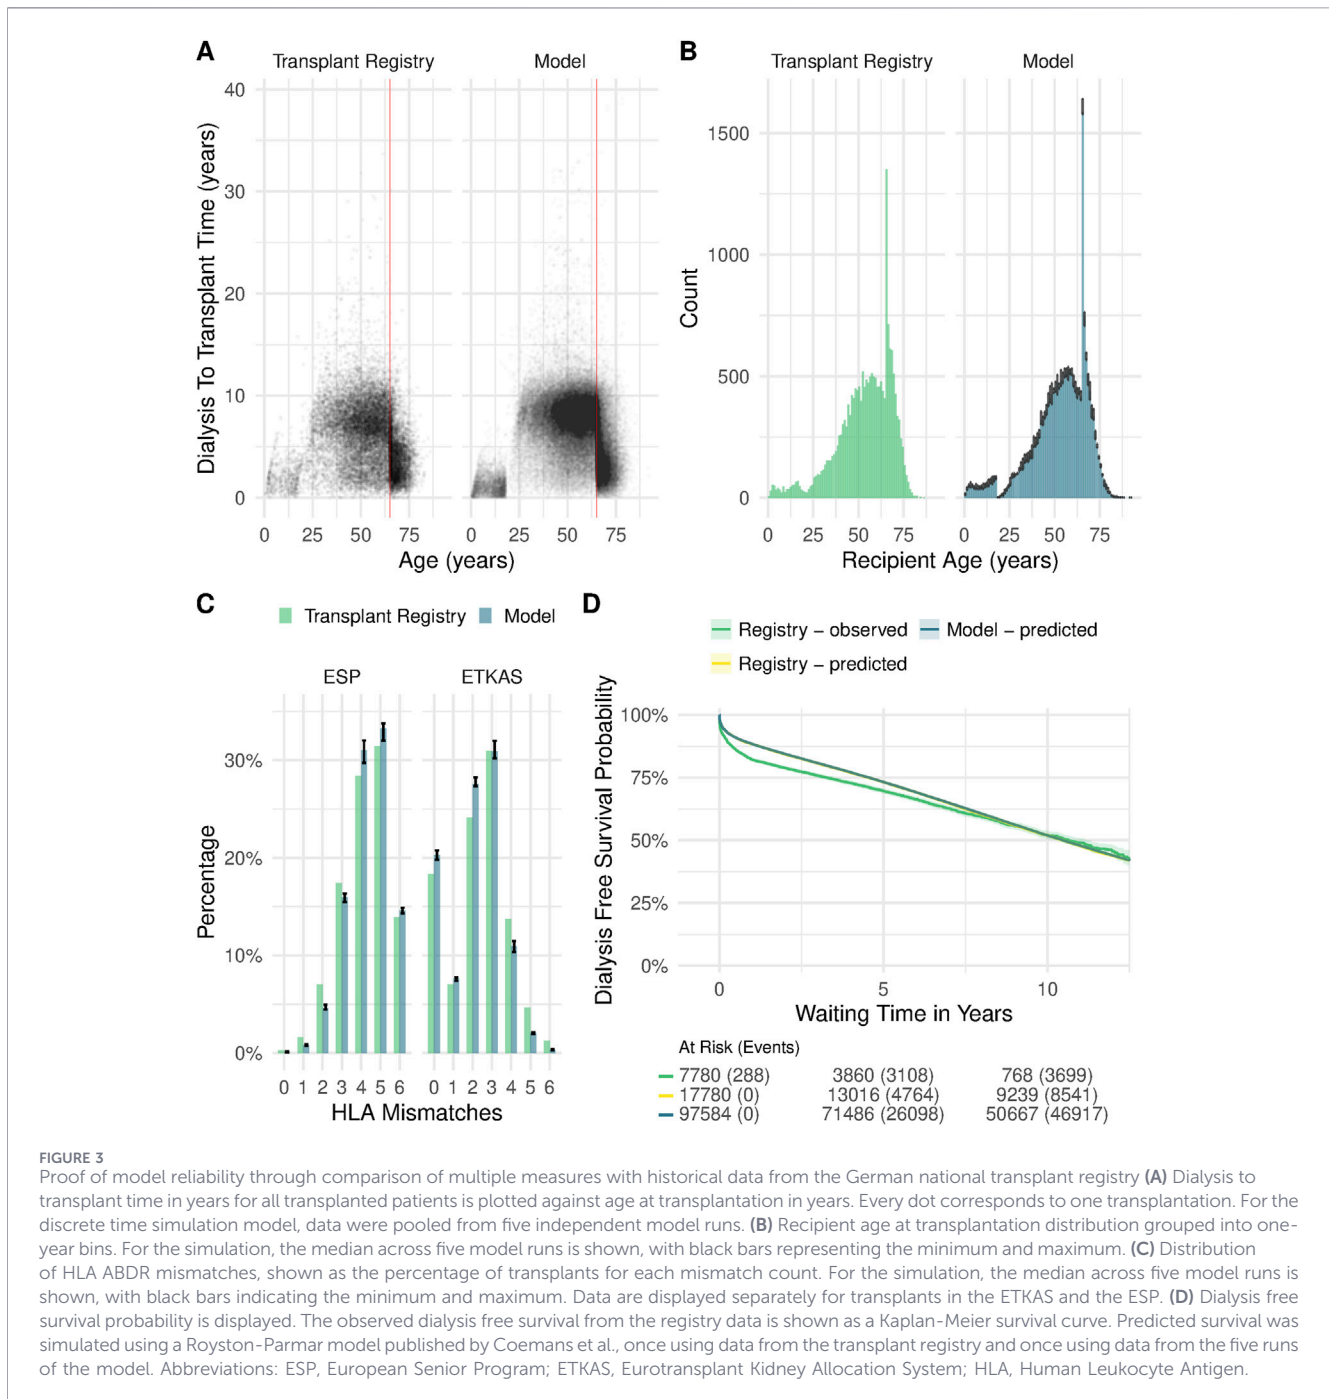 A
Transplant Registry
Model
Dialysis To Transplant Time (years)
40
30
20
10
0
0 25 50 75
0 25 50 75
Age (years)
B
Transplant Registry
Model
Count
1500
1000
500
0
0 25 50 75
0 25 50 75
Recipient Age (years)
C
Transplant Registry
Model
ESP
ETKAS
Percentage
30%
20%
10%
0%
0 1 2 3 4 5 6
0 1 2 3 4 5 6
HLA Mismatches
D
Registry – observed
Model – predicted
Registry – predicted
Dialysis Free Survival Probability
100%
75%
50%
25%
0%
0 5 10
Waiting Time in Years
At Risk (Events)
7780 (288) 3860 (3108) 768 (3699)
17780 (0) 13016 (4764) 9239 (8541)
97584 (0) 71486 (26098) 50667 (46917)
FIGURE 3
Proof of model reliability through comparison of multiple measures with historical data from the German national transplant registry (A) Dialysis to
transplant time in years for all transplanted patients is plotted against age at transplantation in years. Every dot corresponds to one transplantation. For the
discrete time simulation model, data were pooled from five independent model runs. (B) Recipient age at transplantation distribution grouped into one-
year bins. For the simulation, the median across five model runs is shown, with black bars representing the minimum and maximum. (C) Distribution
of HLA ABDR mismatches, shown as the percentage of transplants for each mismatch count. For the simulation, the median across five model runs is
shown, with black bars indicating the minimum and maximum. Data are displayed separately for transplants in the ETKAS and the ESP. (D) Dialysis free
survival probability is displayed. The observed dialysis free survival from the registry data is shown as a Kaplan-Meier survival curve. Predicted survival was
simulated using a Royston-Parmar model published by Coemans et al., once using data from the transplant registry and once using data from the five runs
of the model. Abbreviations: ESP, European Senior Program; ETKAS, Eurotransplant Kidney Allocation System; HLA, Human Leukocyte Antigen.